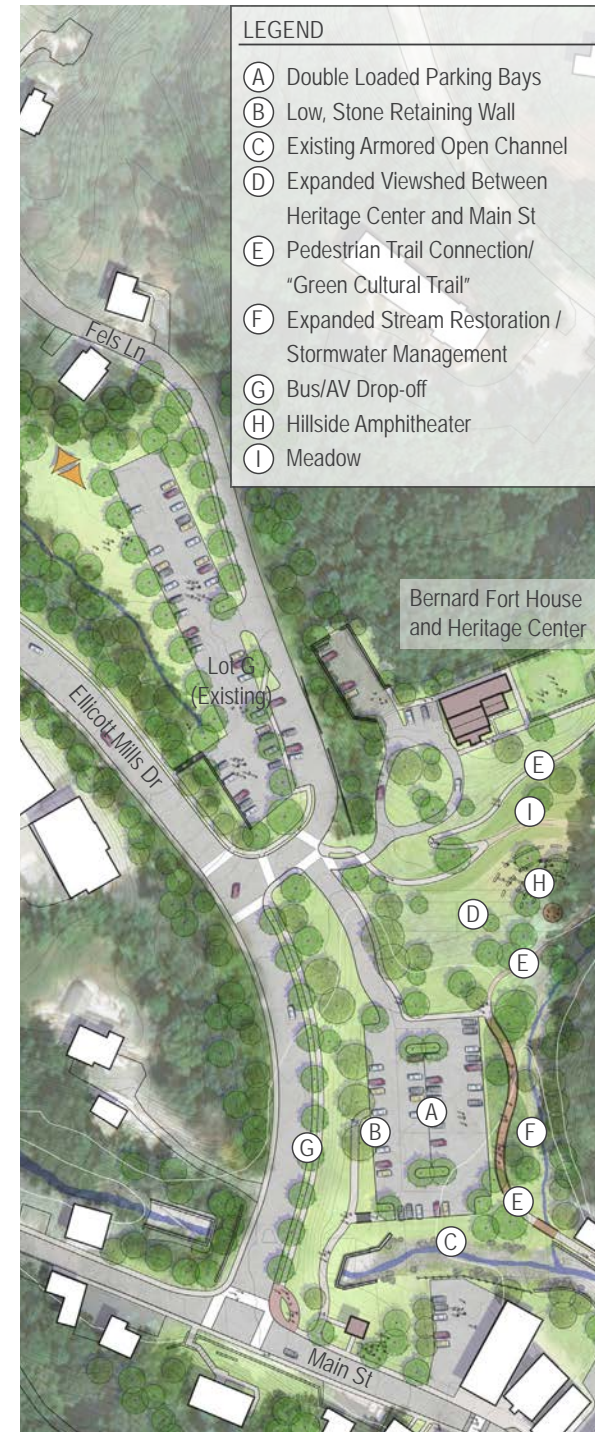 LEGEND
A Double Loaded Parking Bays
B Low, Stone Retaining Wall
C Existing Armored Open Channel
D Expanded Viewshed Between
Heritage Center and Main St
E Pedestrian Trail Connection/
"Green Cultural Trail"
F Expanded Stream Restoration /
Stormwater Management
G Bus/AV Drop-off
H Hillside Amphitheater
I Meadow
Fels Ln
Bernard Fort House
and Heritage Center
Lot G
(Existing)
Ellicott Mills Dr
E
I
H
D
E
A
B
F
G
E
C
Main St